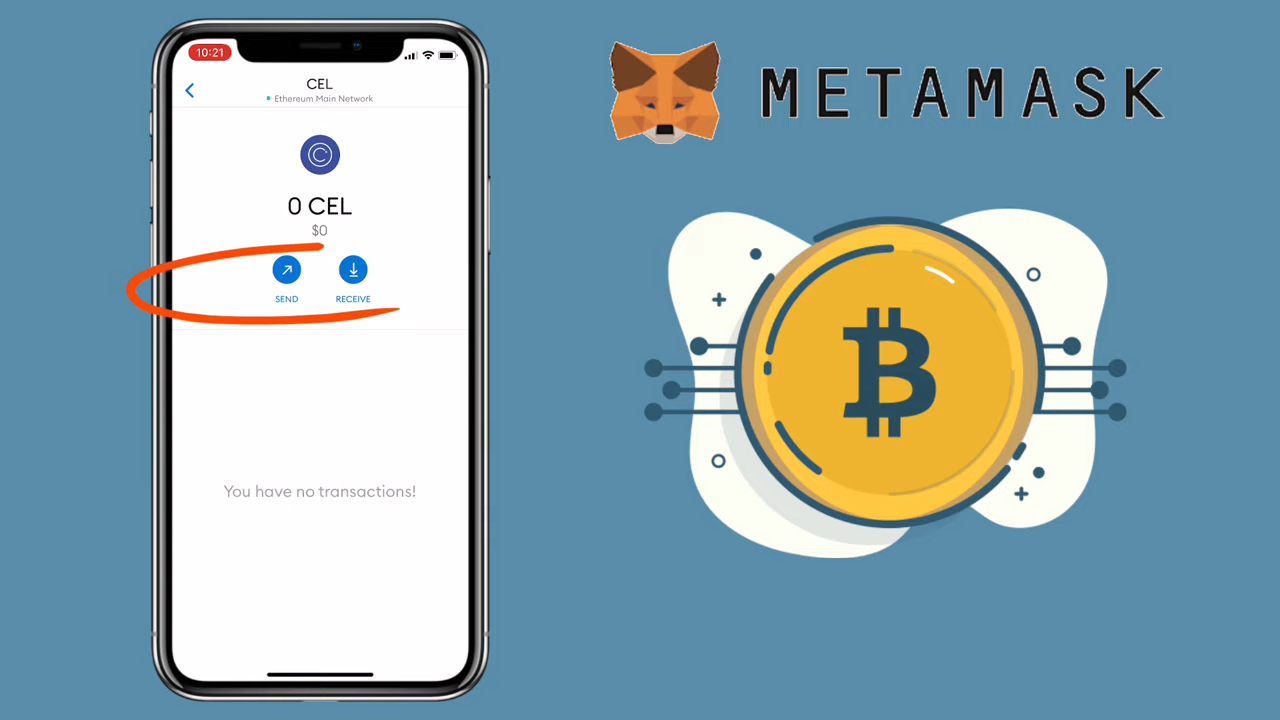 10:21
CEL
Ethereum Main Network
0 CEL
$0
SEND
RECEIVE
You have no transactions!
METAMASK